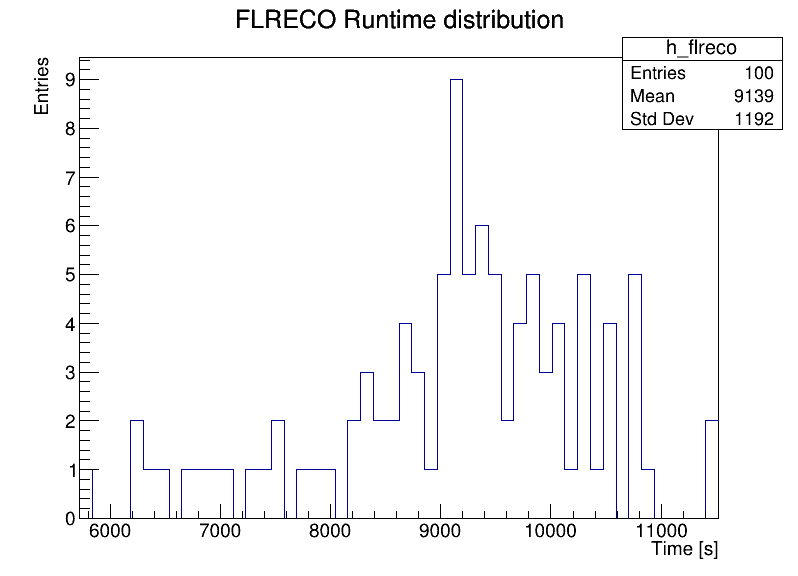 FLRECO Runtime distribution
h_flreco
Entries 100
Mean 9139
Std Dev 1192
Entries
9
8
7
6
5
4
3
2
1
0
6000 7000 8000 9000 10000 11000
Time [s]